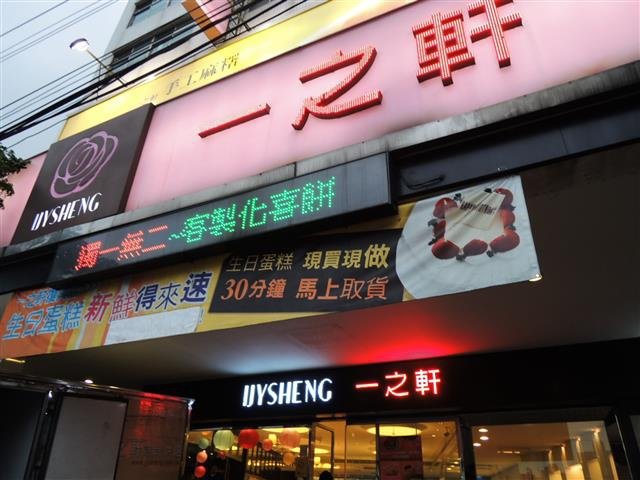 手工麻糬
一之軒
IJYSHENG
獨一無二~客製化喜餅
生日蛋糕 現買現做
30分鐘 馬上取貨
生日蛋糕 新鮮得來速
IJYSHENG 一之軒